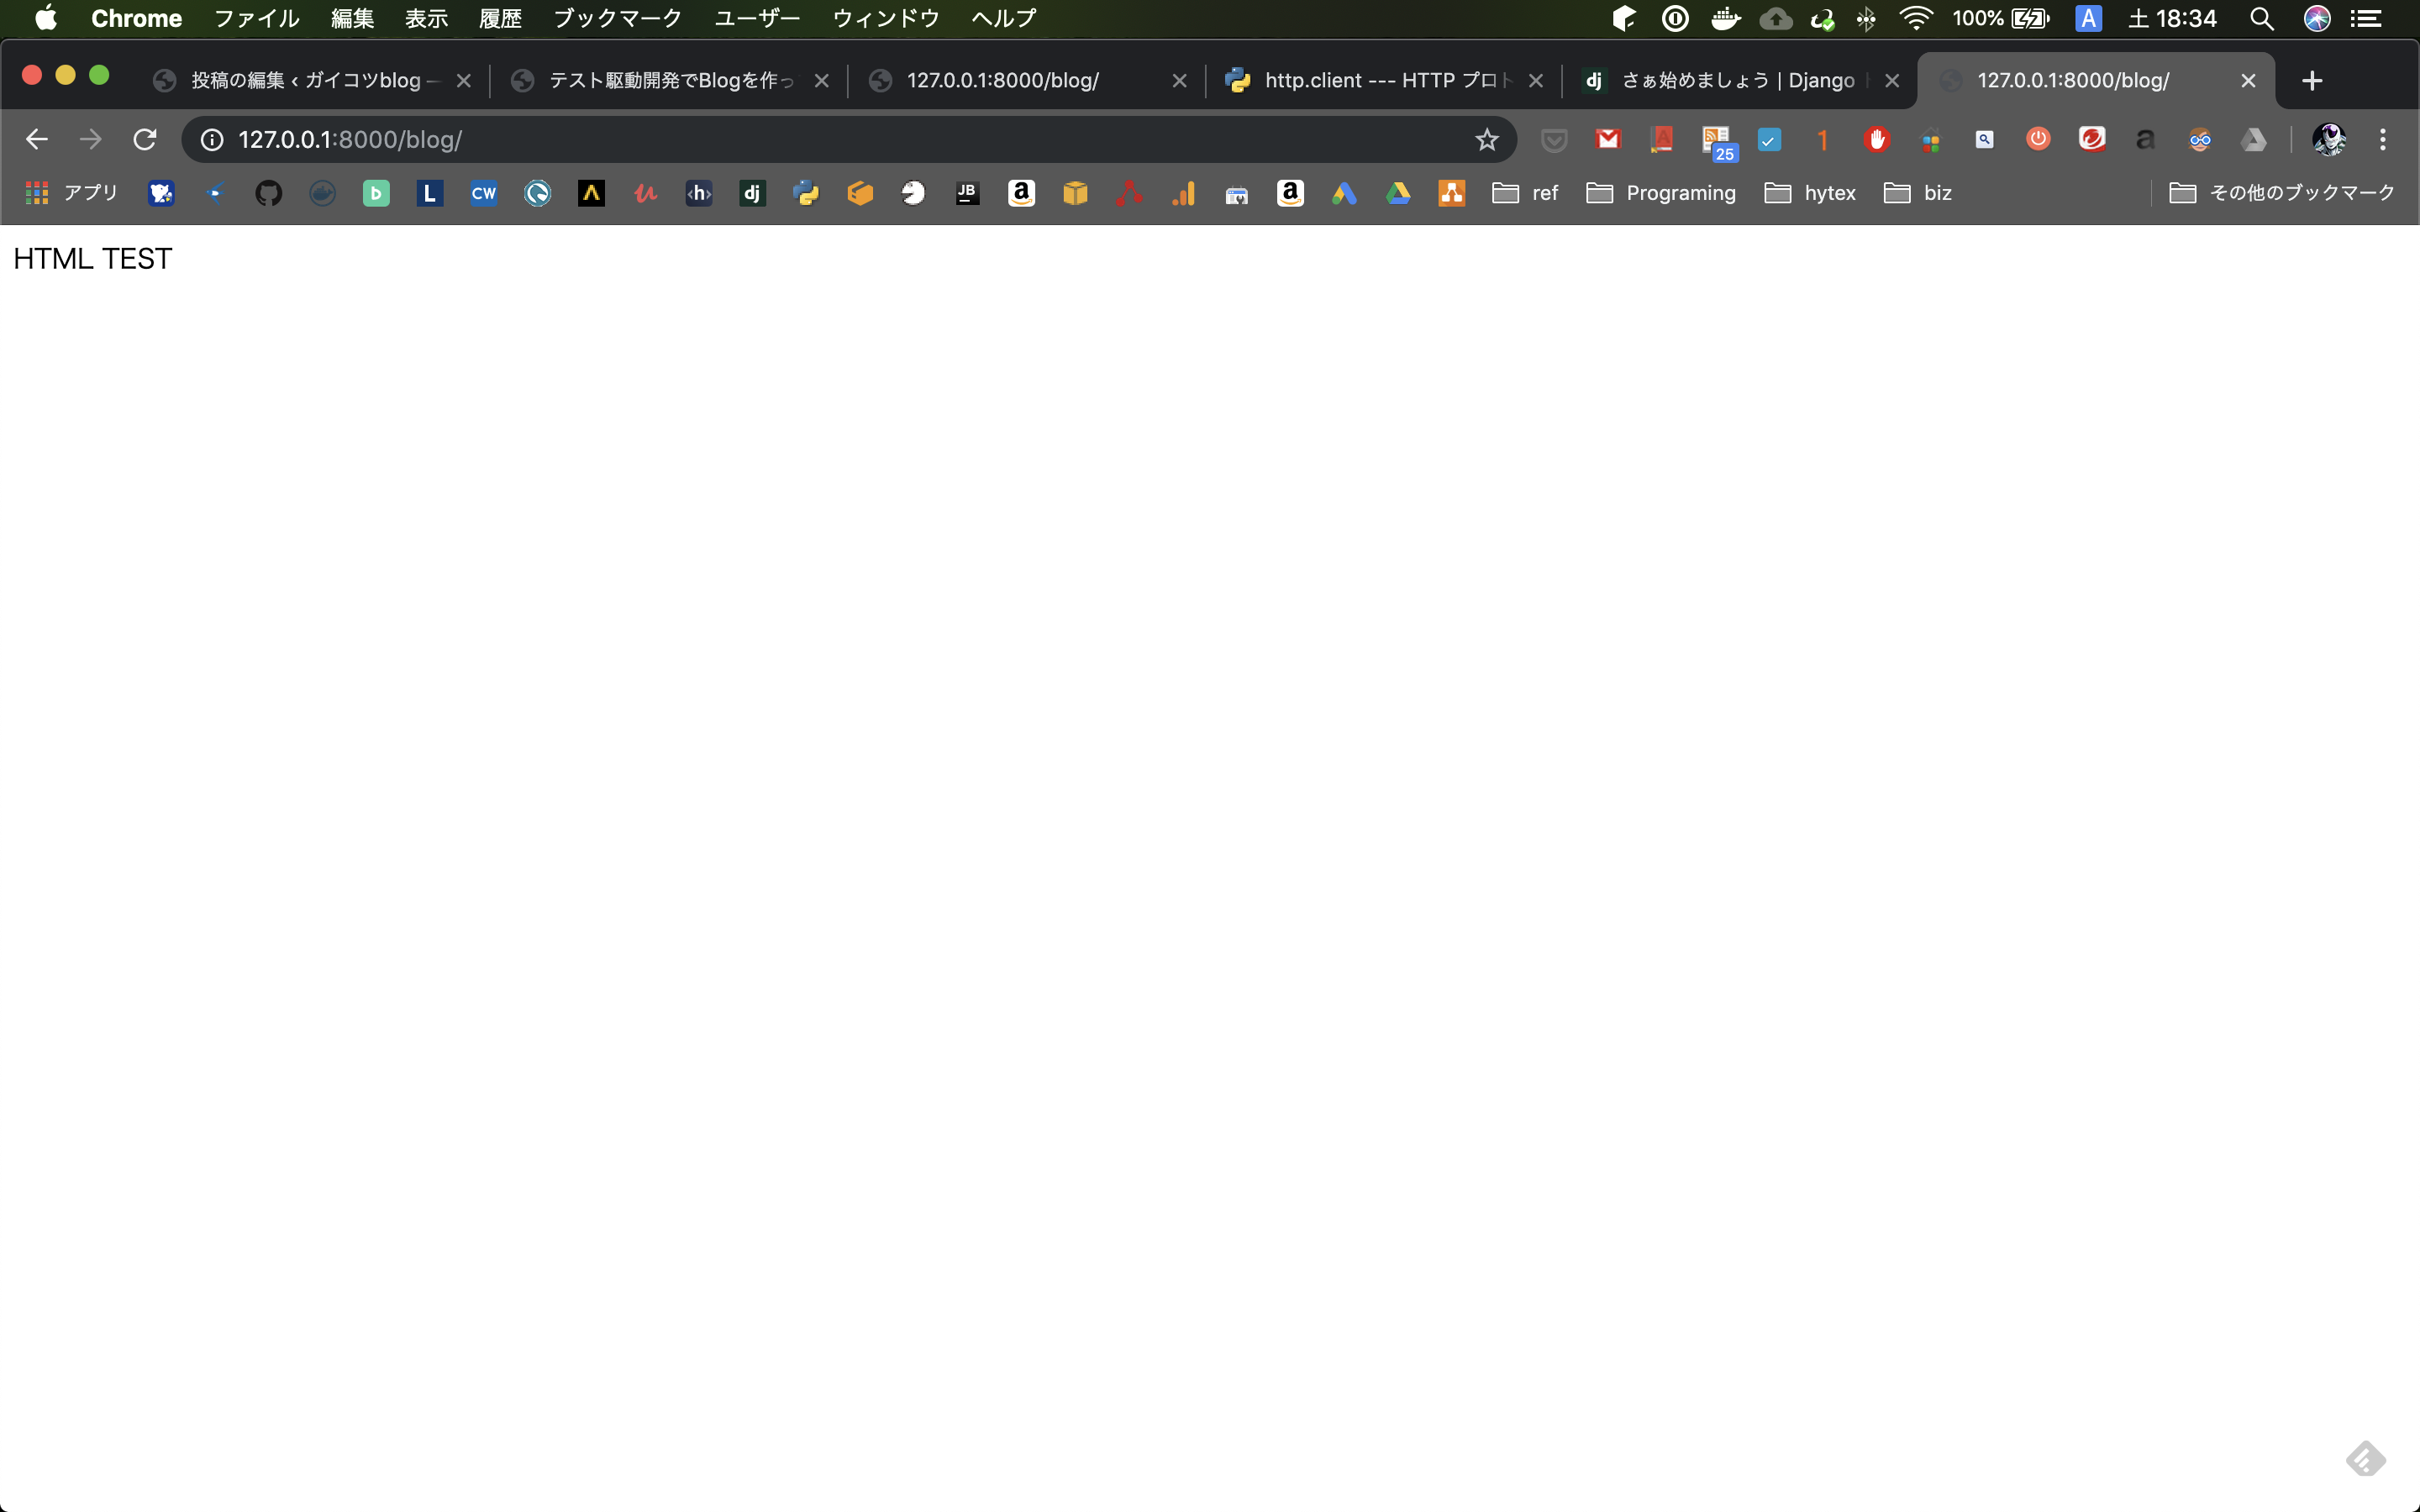 Chrome ファイル 編集 表示 履歴 ブックマーク ユーザー ウィンドウ ヘルプ 100% A 土 18:34
投稿の編集 ‹ ガイコツblog — テスト駆動開発でBlogを作っ 127.0.0.1:8000/blog/ http.client --- HTTP プロト dj さぁ始めましょう | Django 127.0.0.1:8000/blog/
127.0.0.1:8000/blog/ 25
アプリ b L CW <h> dj JB a a ref Programing hytex biz その他のブックマーク
HTML TEST